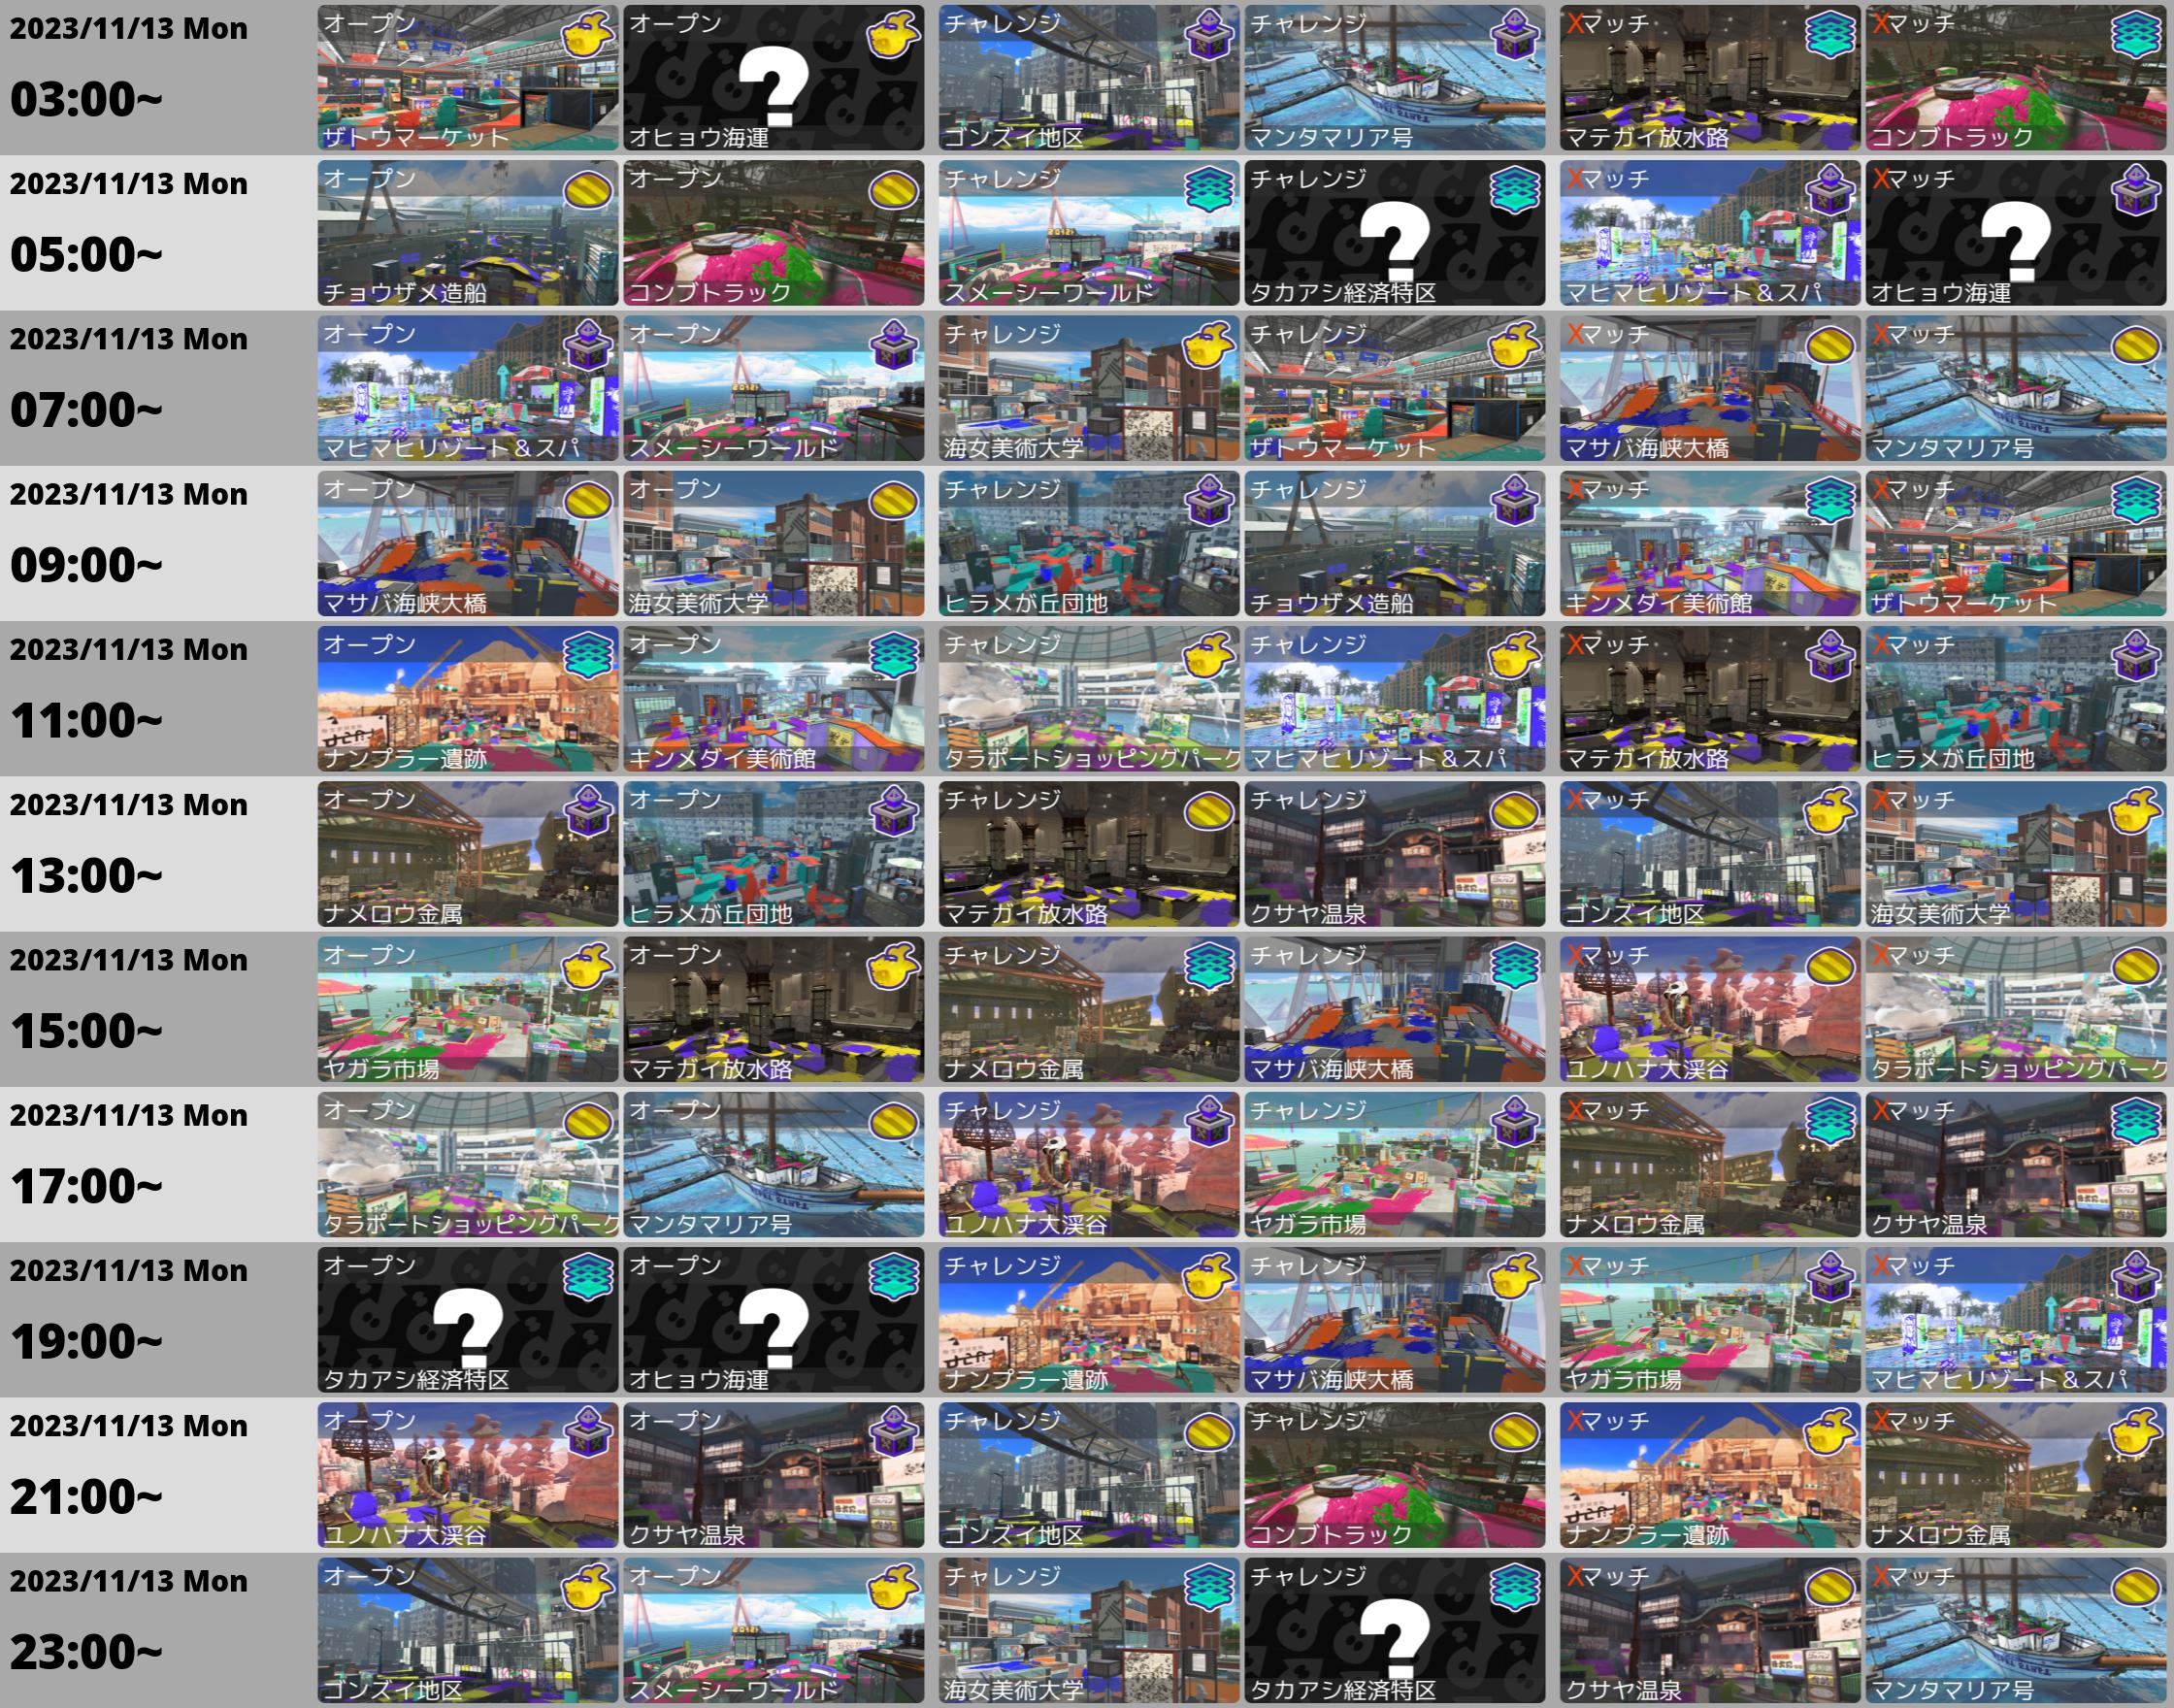 2023/11/13 Mon
03:00~
オープン
ザトウマーケット
オープン
オヒョウ海運
チャレンジ
ゴンズイ地区
チャレンジ
マンタマリア号
Xマッチ
マテガイ放水路
Xマッチ
コンブトラック
2023/11/13 Mon
05:00~
オープン
チョウザメ造船
オープン
コンブトラック
チャレンジ
スメーシーワールド
チャレンジ
タカアシ経済特区
Xマッチ
マヒマヒリゾート&スパ
Xマッチ
オヒョウ海運
2023/11/13 Mon
07:00~
オープン
マヒマヒリゾート&スパ
オープン
スメーシーワールド
チャレンジ
海女美術大学
チャレンジ
ザトウマーケット
Xマッチ
マサバ海峡大橋
Xマッチ
マンタマリア号
2023/11/13 Mon
09:00~
オープン
マサバ海峡大橋
オープン
海女美術大学
チャレンジ
ヒラメが丘団地
チャレンジ
チョウザメ造船
Xマッチ
キンメダイ美術館
Xマッチ
ザトウマーケット
2023/11/13 Mon
11:00~
オープン
ナンプラー遺跡
オープン
キンメダイ美術館
チャレンジ
タラポートショッピングパーク
チャレンジ
マヒマヒリゾート&スパ
Xマッチ
マテガイ放水路
Xマッチ
ヒラメが丘団地
2023/11/13 Mon
13:00~
オープン
ナメロウ金属
オープン
ヒラメが丘団地
チャレンジ
マテガイ放水路
チャレンジ
クサヤ温泉
Xマッチ
ゴンズイ地区
Xマッチ
海女美術大学
2023/11/13 Mon
15:00~
オープン
ヤガラ市場
オープン
マテガイ放水路
チャレンジ
ナメロウ金属
チャレンジ
マサバ海峡大橋
Xマッチ
ユノハナ大渓谷
Xマッチ
タラポートショッピングパーク
2023/11/13 Mon
17:00~
オープン
タラポートショッピングパーク
オープン
マンタマリア号
チャレンジ
ユノハナ大渓谷
チャレンジ
ヤガラ市場
Xマッチ
ナメロウ金属
Xマッチ
クサヤ温泉
2023/11/13 Mon
19:00~
オープン
タカアシ経済特区
オープン
オヒョウ海運
チャレンジ
ナンプラー遺跡
チャレンジ
マサバ海峡大橋
Xマッチ
ヤガラ市場
Xマッチ
マヒマヒリゾート&スパ
2023/11/13 Mon
21:00~
オープン
ユノハナ大渓谷
オープン
クサヤ温泉
チャレンジ
ゴンズイ地区
チャレンジ
コンブトラック
Xマッチ
ナンプラー遺跡
Xマッチ
ナメロウ金属
2023/11/13 Mon
23:00~
オープン
ゴンズイ地区
オープン
スメーシーワールド
チャレンジ
海女美術大学
チャレンジ
タカアシ経済特区
Xマッチ
クサヤ温泉
Xマッチ
マンタマリア号